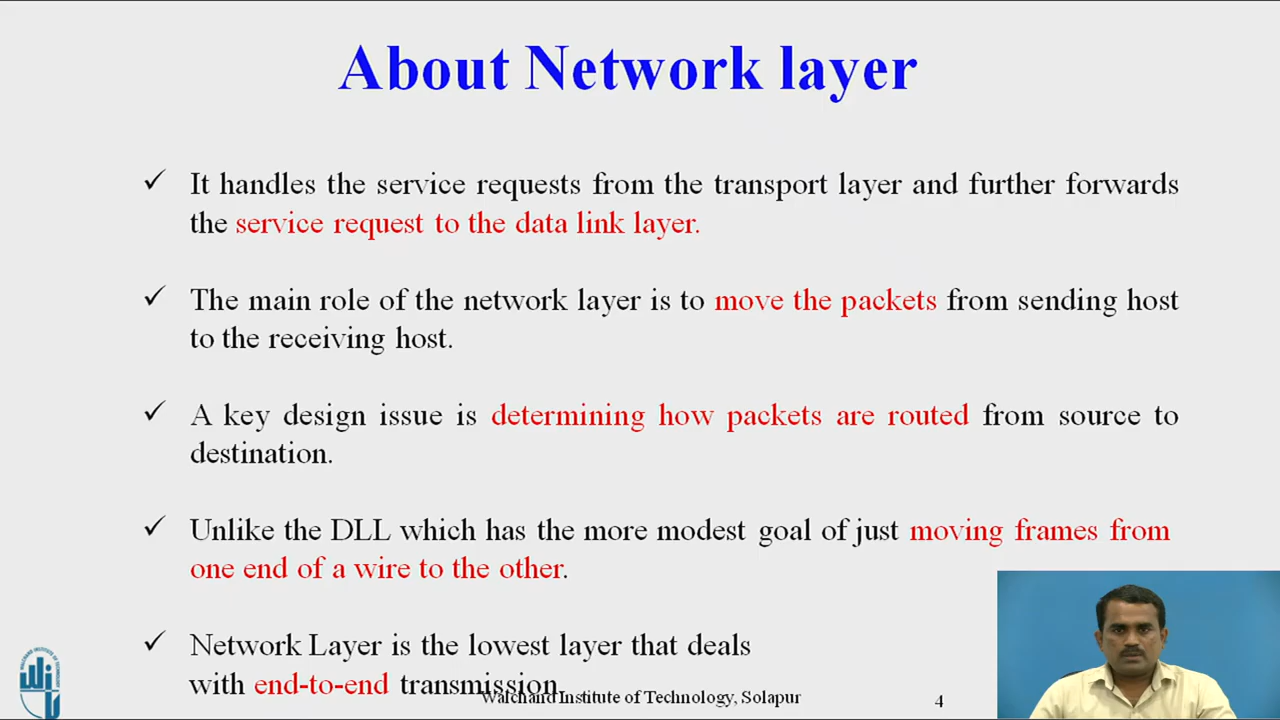 About Network layer
It handles the service requests from the transport layer and further forwards
the service request to the data link layer.
The main role of the network layer is to move the packets from sending host
to the receiving host.
A key design issue is determining how packets are routed from source to
destination.
Unlike the DLL which has the more modest goal of just moving frames from
one end of a wire to the other.
Network Layer is the lowest layer that deals
with end-to-end transmission.
Walchand Institute of Technology, Solapur
4